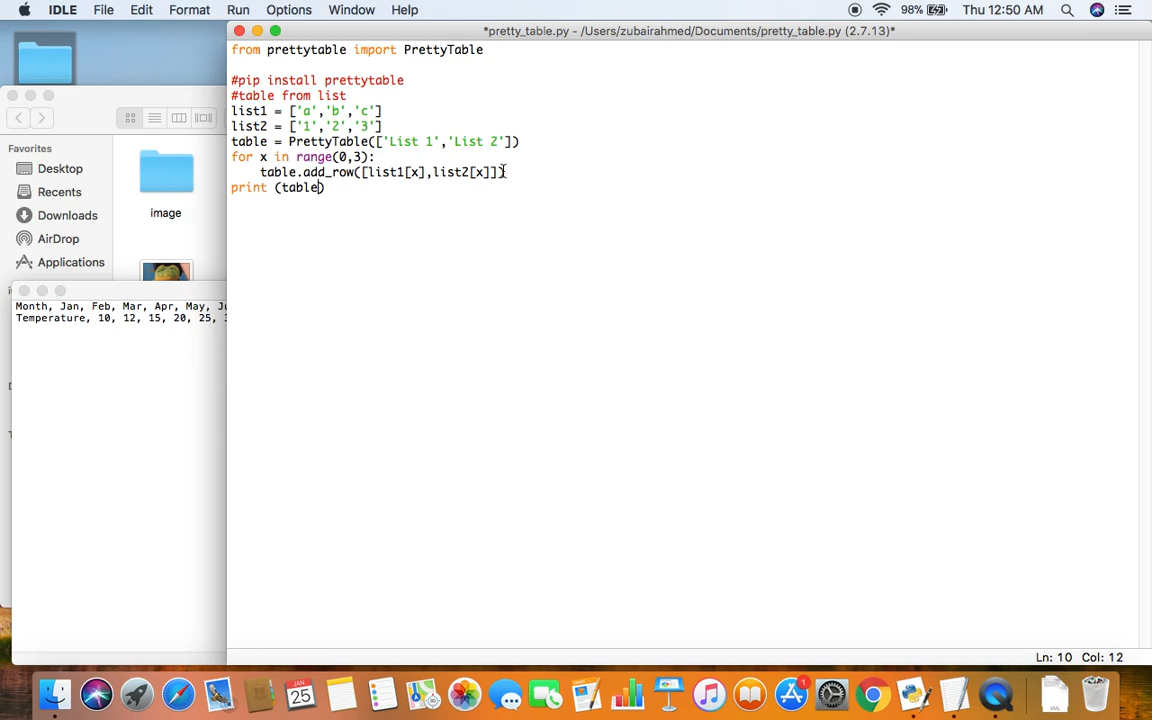 IDLE File Edit Format Run Options Window Help 98% Thu 12:50 AM
*pretty_table.py - /Users/zubairahmed/Documents/pretty_table.py (2.7.13)*
from prettytable import PrettyTable
#pip install prettytable
#table from list
list1 = ['a','b','c']
list2 = ['1','2','3']
table = PrettyTable(['List 1','List 2'])
for x in range(0,3):
table.add_row([list1[x],list2[x]])
print (table)
Favorites
Desktop
Recents
Downloads
AirDrop
Applications
image
Month, Jan, Feb, Mar, Apr, May,
Temperature, 10, 12, 15, 20, 25,
Ln: 10 Col: 12